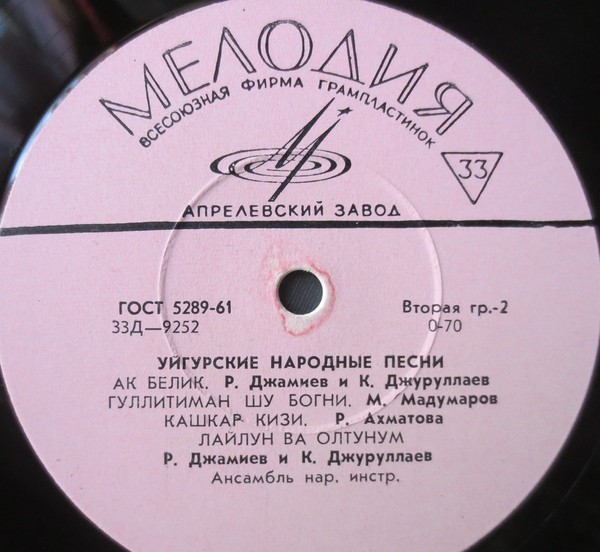 МЕЛОДИЯ
ВСЕСОЮЗНАЯ ФИРМА ГРАМПЛАСТИНОК
33
АПРЕЛЕВСКИЙ ЗАВОД
ГОСТ 5289-61 Вторая гр.-2
33Д—9252 0-70
УЙГУРСКИЕ НАРОДНЫЕ ПЕСНИ
АК БЕЛИК. Р. Джамиев и К. Джуруллаев
ГУЛЛИТИМАН ШУ БОГНИ. М. Мадумаров
КАШКАР КИЗИ. Р. Ахматова
ЛАЙЛУН ВА ОЛТУНУМ
Р. Джамиев и К. Джуруллаев
Ансамбль нар. инстр.